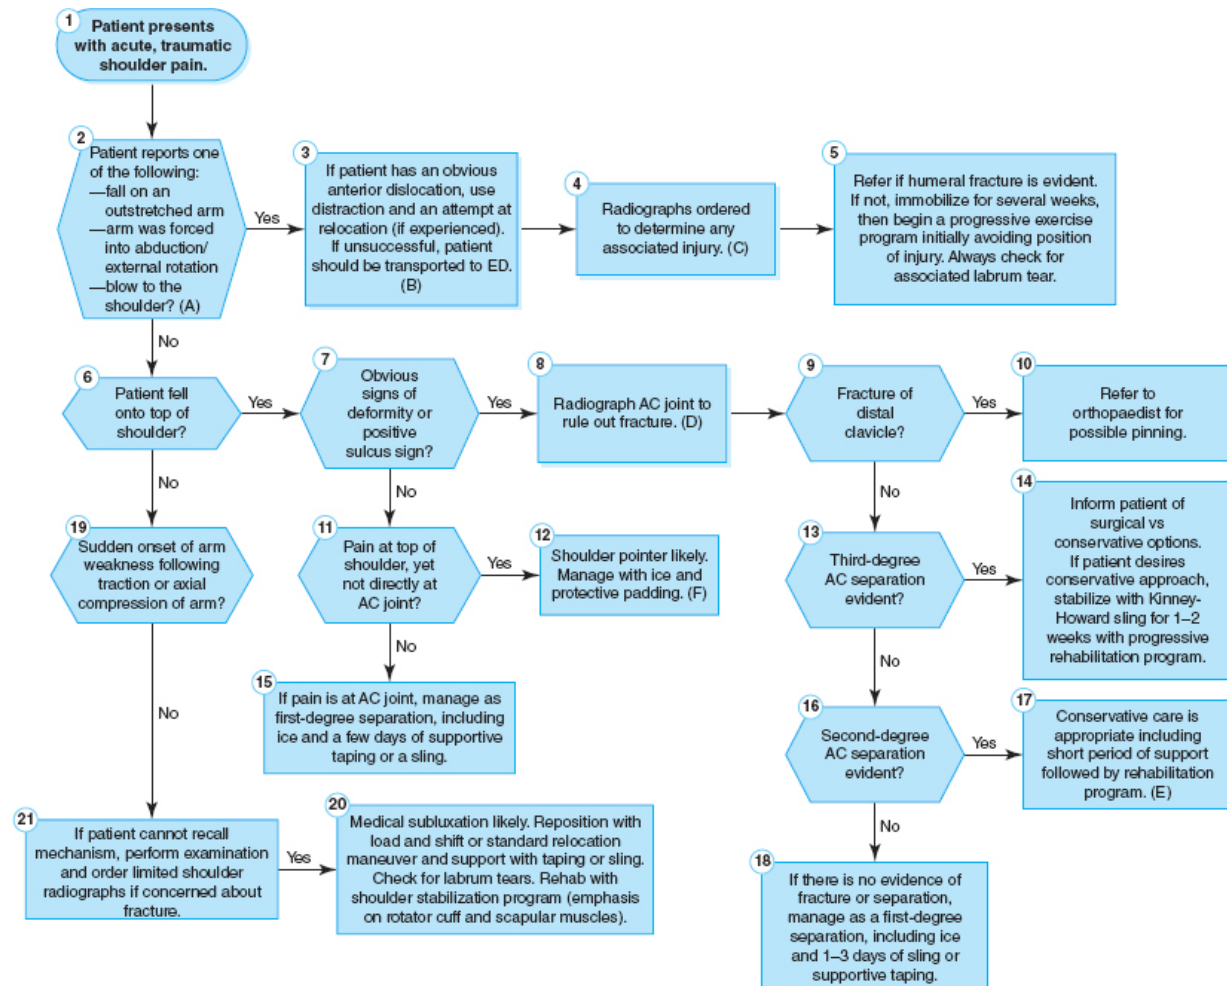 1
Patient presents
with acute, traumatic
shoulder pain.
2
Patient reports one
of the following:
—fall on an
outstretched arm
—arm was forced
into abduction/
external rotation
—blow to the
shoulder? (A)
Yes
3
If patient has an obvious
anterior dislocation, use
distraction and an attempt at
relocation (if experienced).
If unsuccessful, patient
should be transported to ED.
(B)
4
Radiographs ordered
to determine any
associated injury. (C)
5
Refer if humeral fracture is evident.
If not, immobilize for several weeks,
then begin a progressive exercise
program initially avoiding position
of injury. Always check for
associated labrum tear.
No
6
Patient fell
onto top of
shoulder?
Yes
7
Obvious
signs of
deformity or
positive
sulcus sign?
Yes
8
Radiograph AC joint to
rule out fracture. (D)
9
Fracture of
distal
clavicle?
Yes
10
Refer to
orthopaedist for
possible pinning.
No
No
No
11
Pain at top of
shoulder, yet
not directly at
AC joint?
Yes
12
Shoulder pointer likely.
Manage with ice and
protective padding. (F)
13
Third-degree
AC separation
evident?
Yes
14
Inform patient of
surgical vs
conservative options.
If patient desires
conservative approach,
stabilize with Kinney-
Howard sling for 1–2
weeks with progressive
rehabilitation program.
No
15
If pain is at AC joint, manage as
first-degree separation, including
ice and a few days of supportive
taping or a sling.
No
16
Second-degree
AC separation
evident?
Yes
17
Conservative care is
appropriate including
short period of support
followed by rehabilitation
program. (E)
No
18
If there is no evidence of
fracture or separation,
manage as a first-degree
separation, including ice
and 1–3 days of sling or
supportive taping.
19
Sudden onset of arm
weakness following
traction or axial
compression of arm?
No
21
If patient cannot recall
mechanism, perform examination
and order limited shoulder
radiographs if concerned about
fracture.
Yes
20
Medical subluxation likely. Reposition with
load and shift or standard relocation
maneuver and support with taping or sling.
Check for labrum tears. Rehab with
shoulder stabilization program (emphasis
on rotator cuff and scapular muscles).